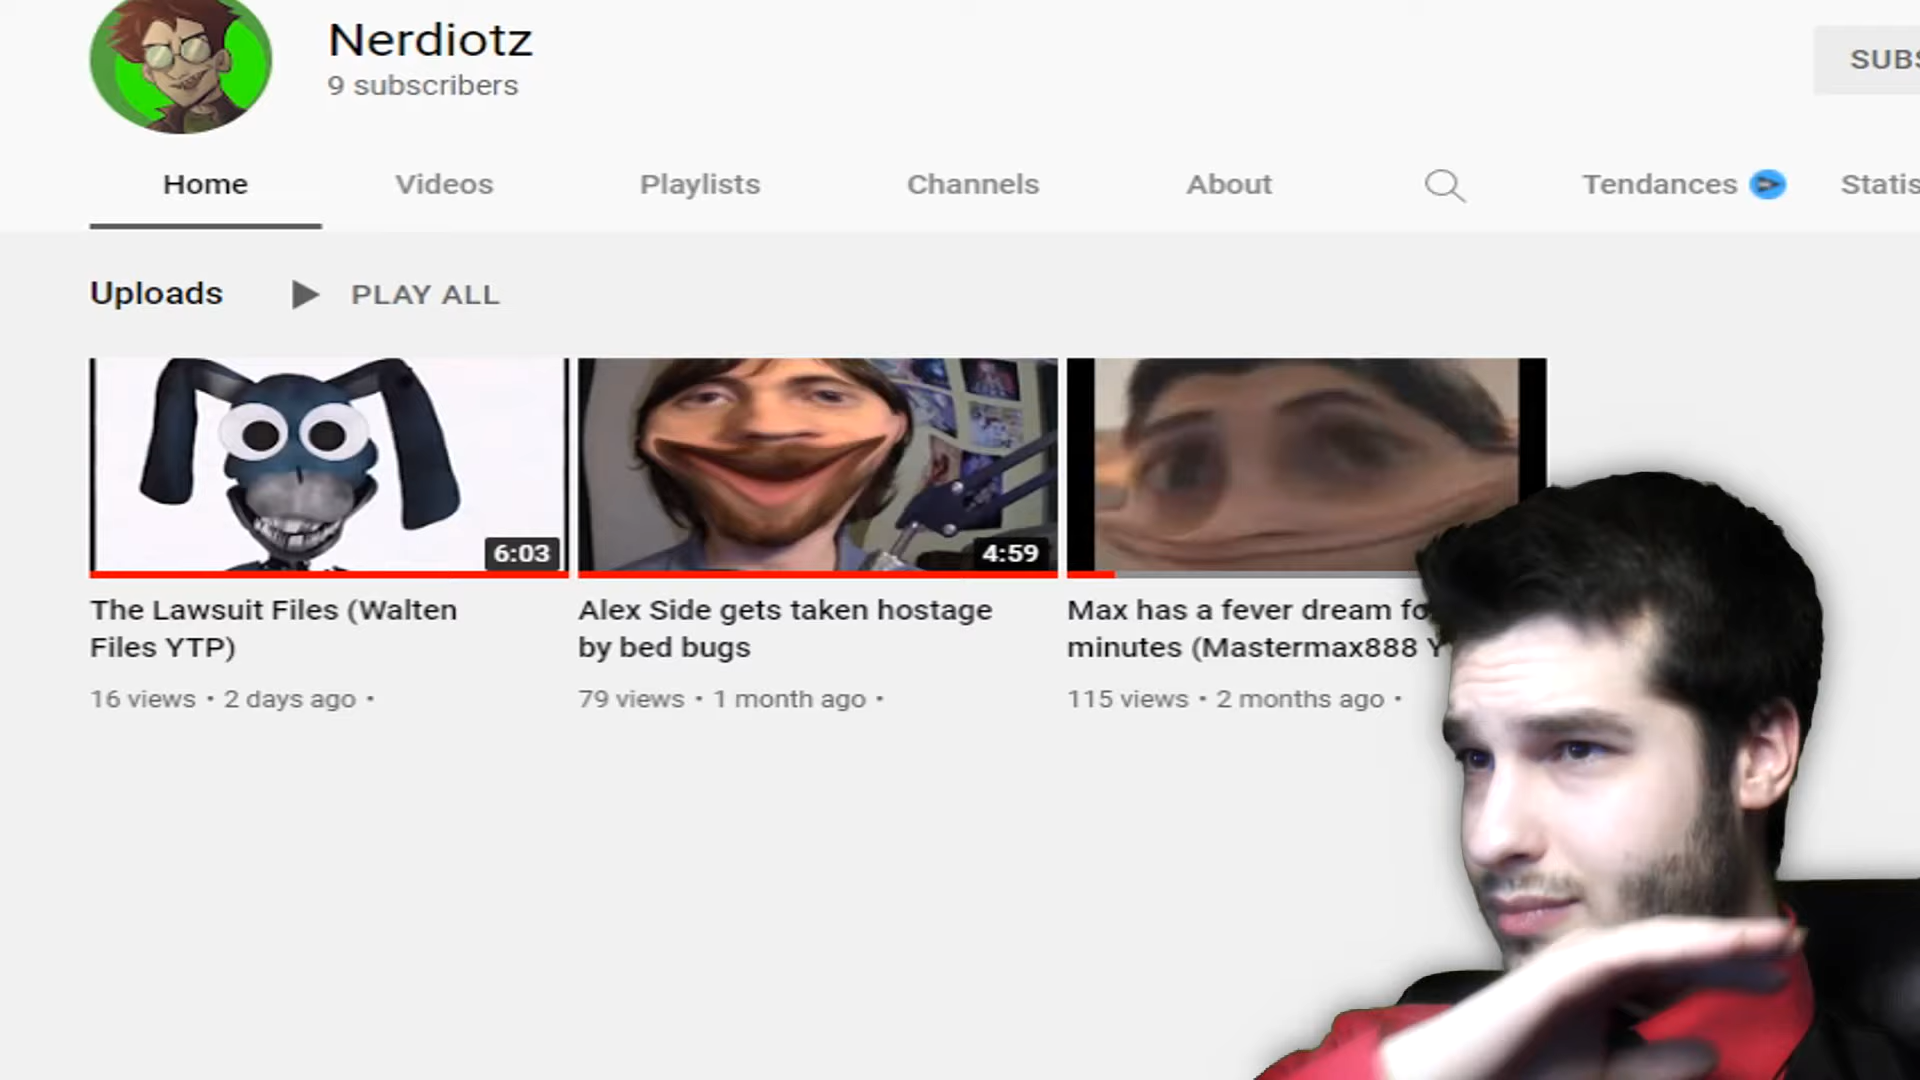 Nerdiotz
9 subscribers
SUBS
Home Videos Playlists Channels About Tendances Statis
Uploads PLAY ALL
6:03 4:59
The Lawsuit Files (Walten
Files YTP)
16 views • 2 days ago •
Alex Side gets taken hostage
by bed bugs
79 views • 1 month ago •
Max has a fever dream fo
minutes (Mastermax888 Y
115 views • 2 months ago •